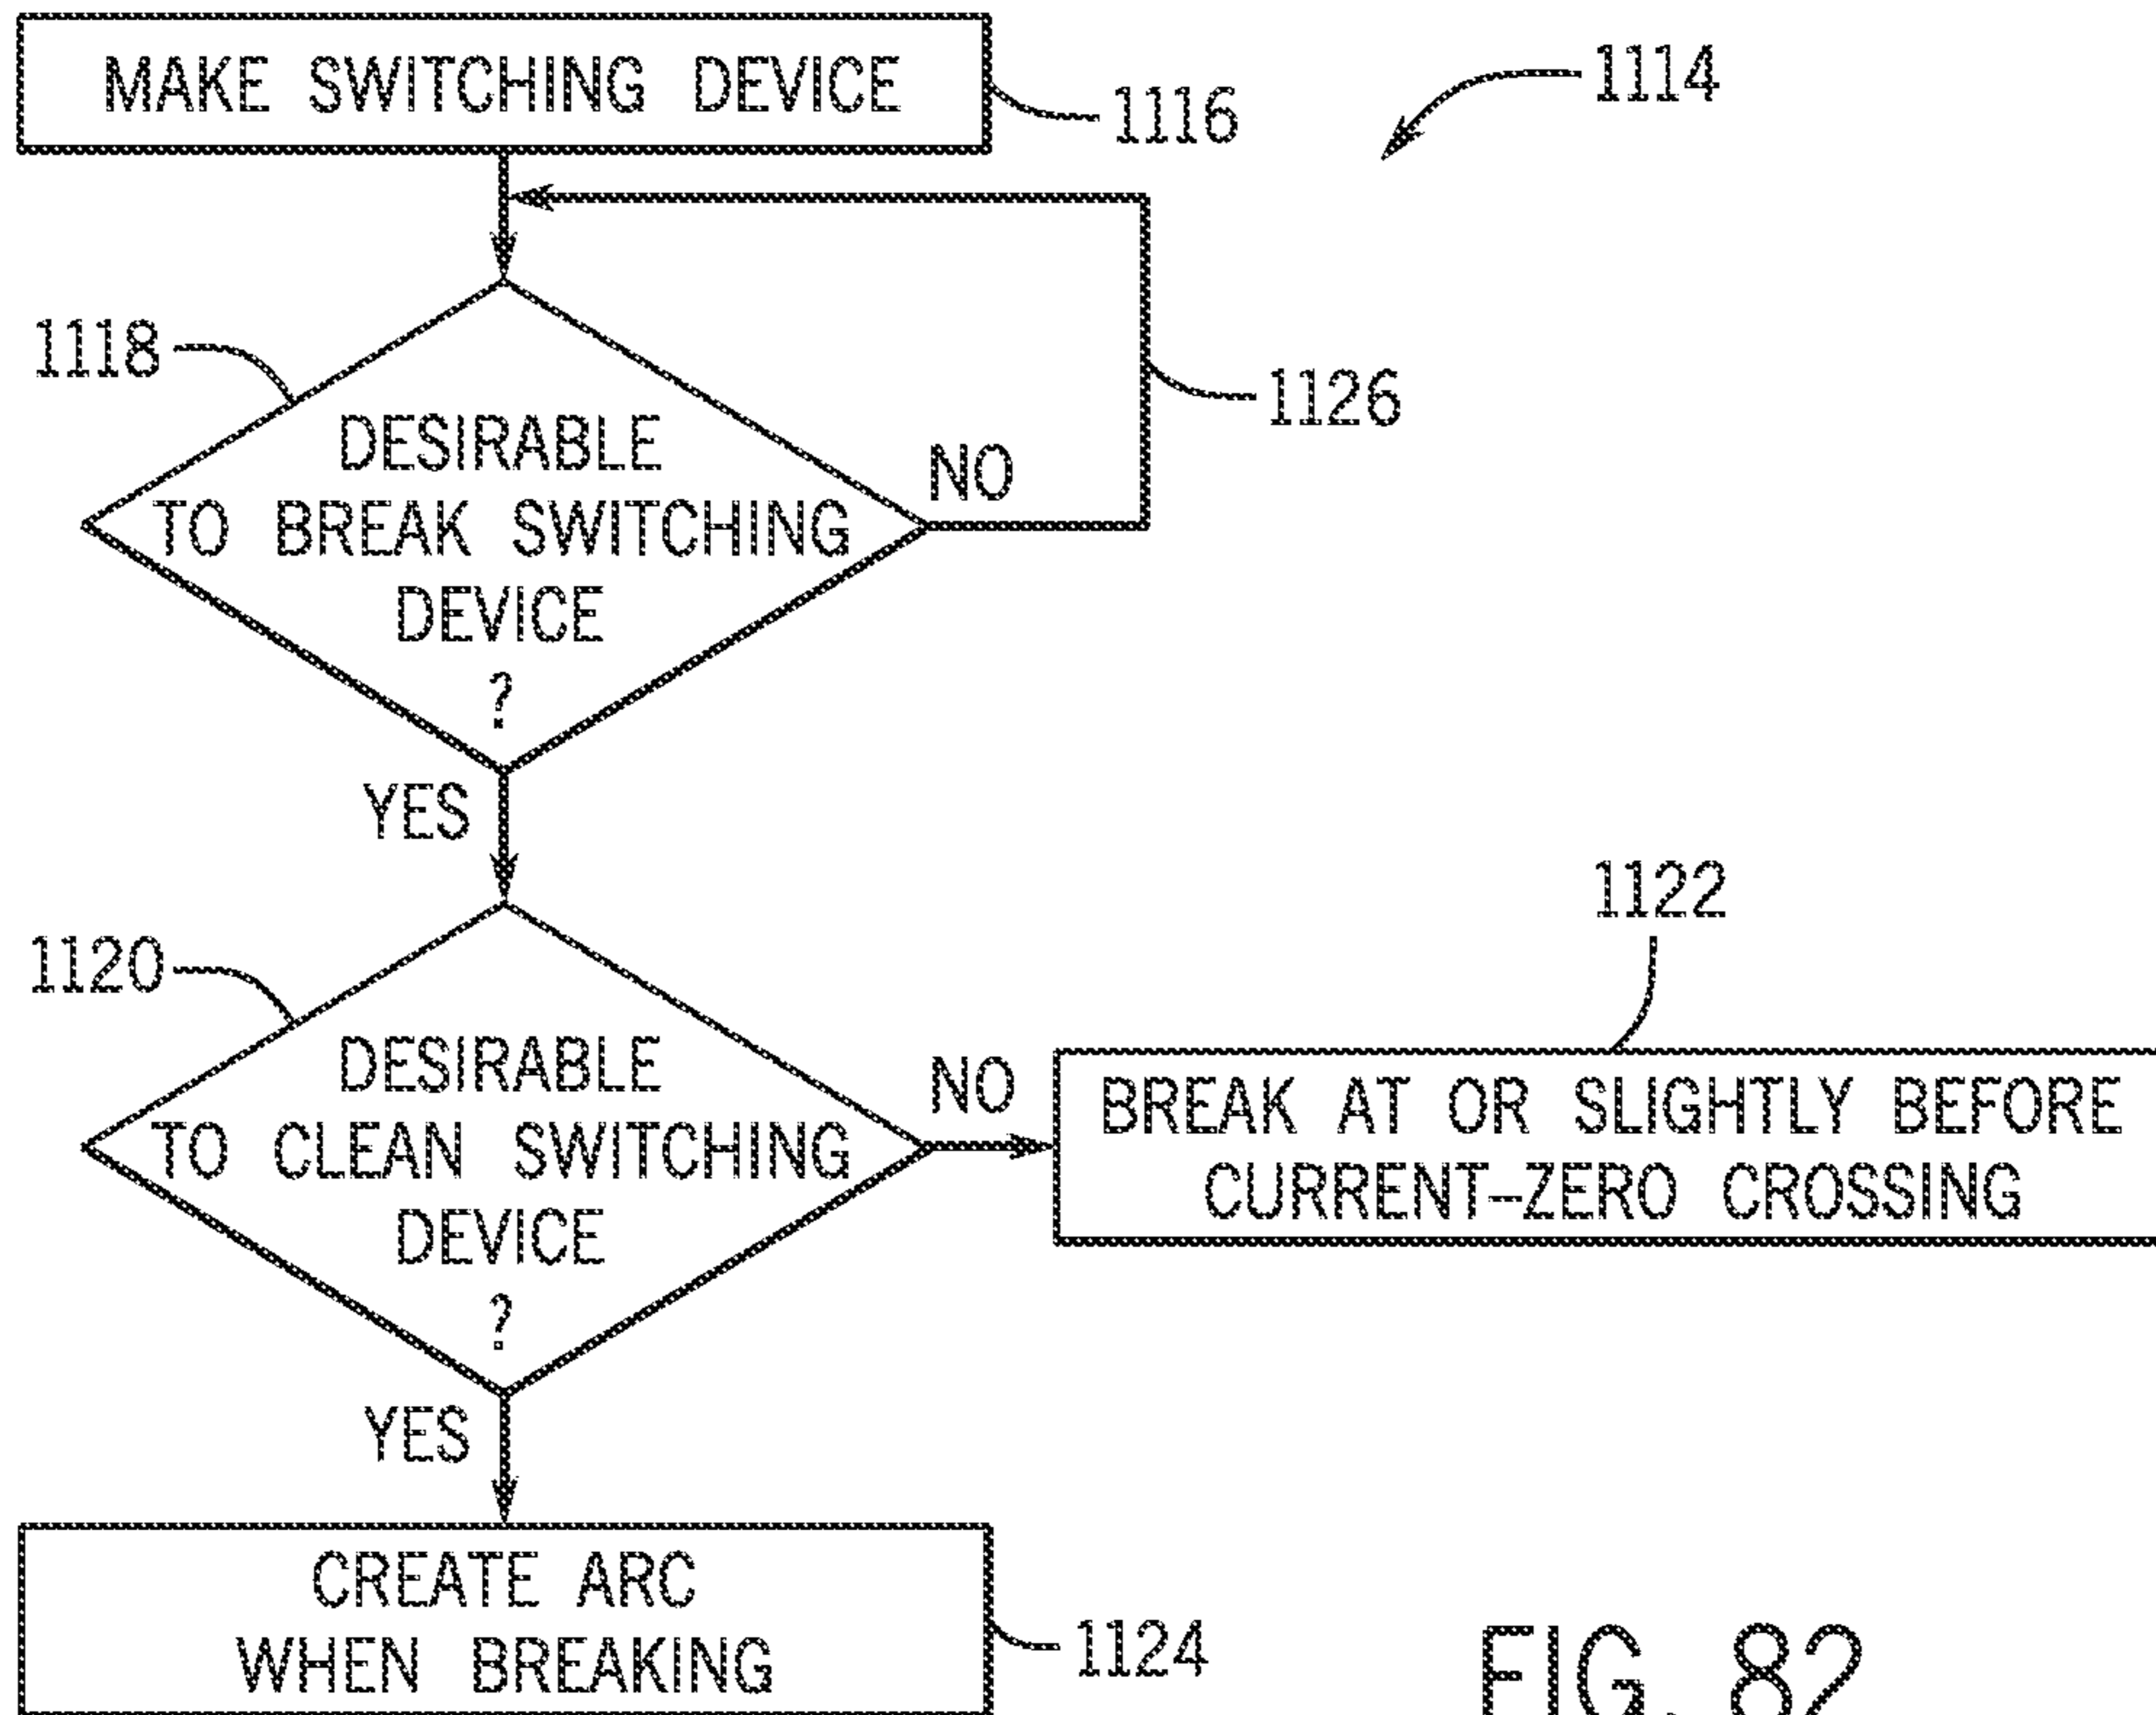 MAKE SWITCHING DEVICE
1116
1114
1118
DESIRABLE
TO BREAK SWITCHING
DEVICE
?
NO
1126
YES
1120
DESIRABLE
TO CLEAN SWITCHING
DEVICE
?
NO
1122
BREAK AT OR SLIGHTLY BEFORE
CURRENT–ZERO CROSSING
YES
CREATE ARC
WHEN BREAKING
1124
FIG. 82